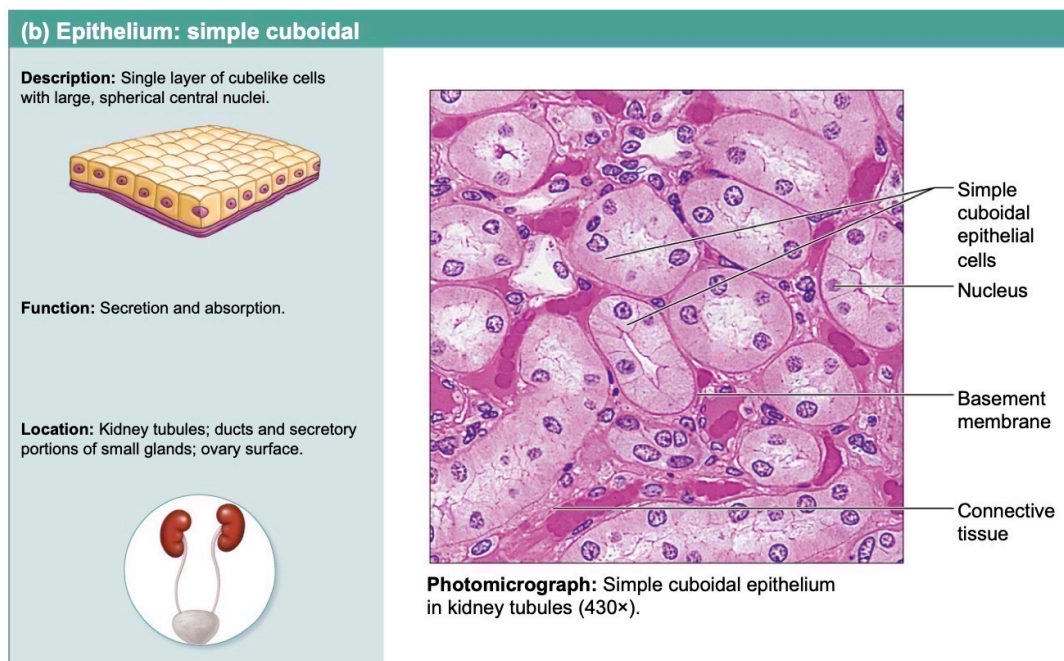 (b) Epithelium: simple cuboidal
Description: Single layer of cubelike cells
with large, spherical central nuclei.
Function: Secretion and absorption.
Location: Kidney tubules; ducts and secretory
portions of small glands; ovary surface.
Simple
cuboidal
epithelial
cells
Nucleus
Basement
membrane
Connective
tissue
Photomicrograph: Simple cuboidal epithelium
in kidney tubules (430×).